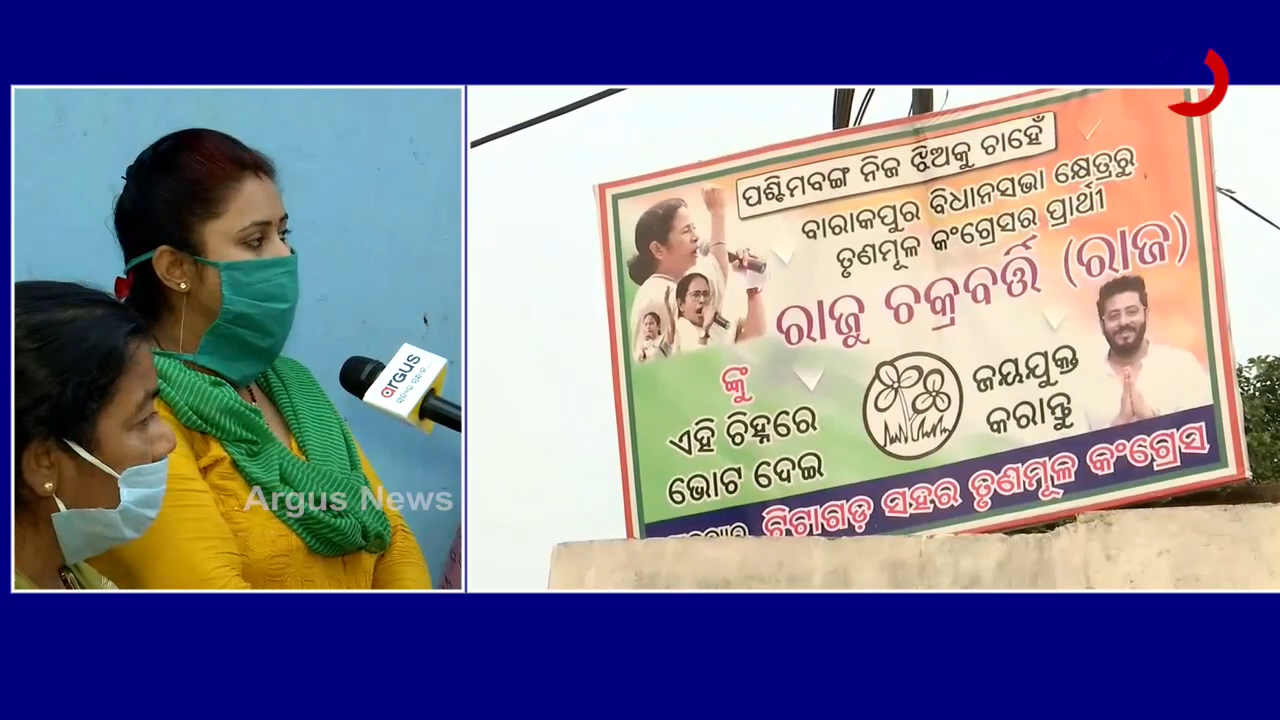 argus
Argus News
ପଶ୍ଚିମବଙ୍ଗ ନିଜ ଝିଅକୁ ଚାହେଁ
ବାରାକପୁର ବିଧାନସଭା କ୍ଷେତ୍ରରୁ
ତୃଣମୂଳ କଂଗ୍ରେସର ପ୍ରାର୍ଥୀ
ରାଜୁ ଚକ୍ରବର୍ତ୍ତି (ରାଜ)
ଙ୍କୁ
ଏହି ଚିହ୍ନରେ
ଭୋଟ ଦେଇ
ଜୟଯୁକ୍ତ
କରାନ୍ତୁ
ଟିଟାଗଡ଼ ସହର ତୃଣମୂଳ କଂଗ୍ରେସ